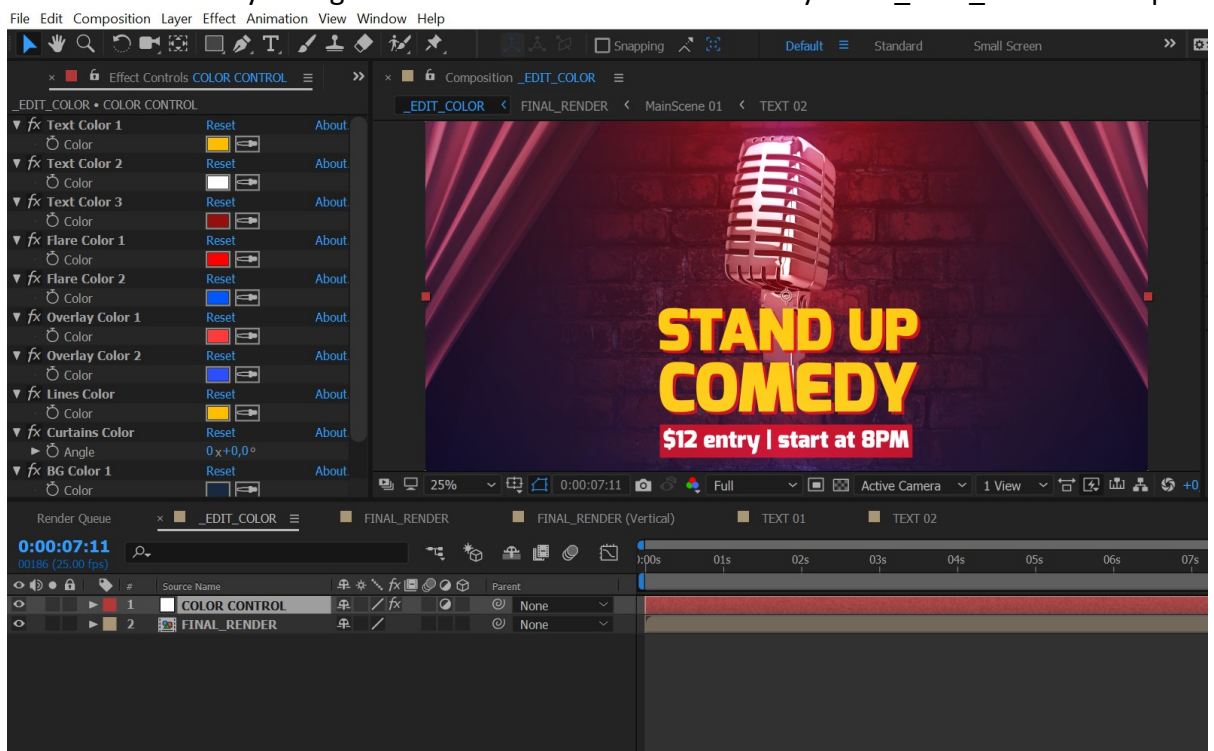 File Edit Composition Layer Effect Animation View Window Help
Snapping Default Standard Small Screen
Effect Controls COLOR CONTROL
Composition _EDIT_COLOR
_EDIT_COLOR • COLOR CONTROL
_EDIT_COLOR FINAL_RENDER MainScene 01 TEXT 02
fx Text Color 1 Reset About
Color
fx Text Color 2 Reset About
Color
fx Text Color 3 Reset About
Color
fx Flare Color 1 Reset About
Color
fx Flare Color 2 Reset About
Color
fx Overlay Color 1 Reset About
Color
fx Overlay Color 2 Reset About
Color
fx Lines Color Reset About
Color
fx Curtains Color Reset About
Angle 0x+0,0°
fx BG Color 1 Reset About
Color
STAND UP
COMEDY
$12 entry | start at 8PM
25% 0:00:07:11 Full Active Camera 1 View +0
Render Queue _EDIT_COLOR FINAL_RENDER FINAL_RENDER (Vertical) TEXT 01 TEXT 02
0:00:07:11
00186 (25.00 fps)
):00s 01s 02s 03s 04s 05s 06s 07s
# Source Name fx Parent
1 COLOR CONTROL fx None
2 FINAL_RENDER None